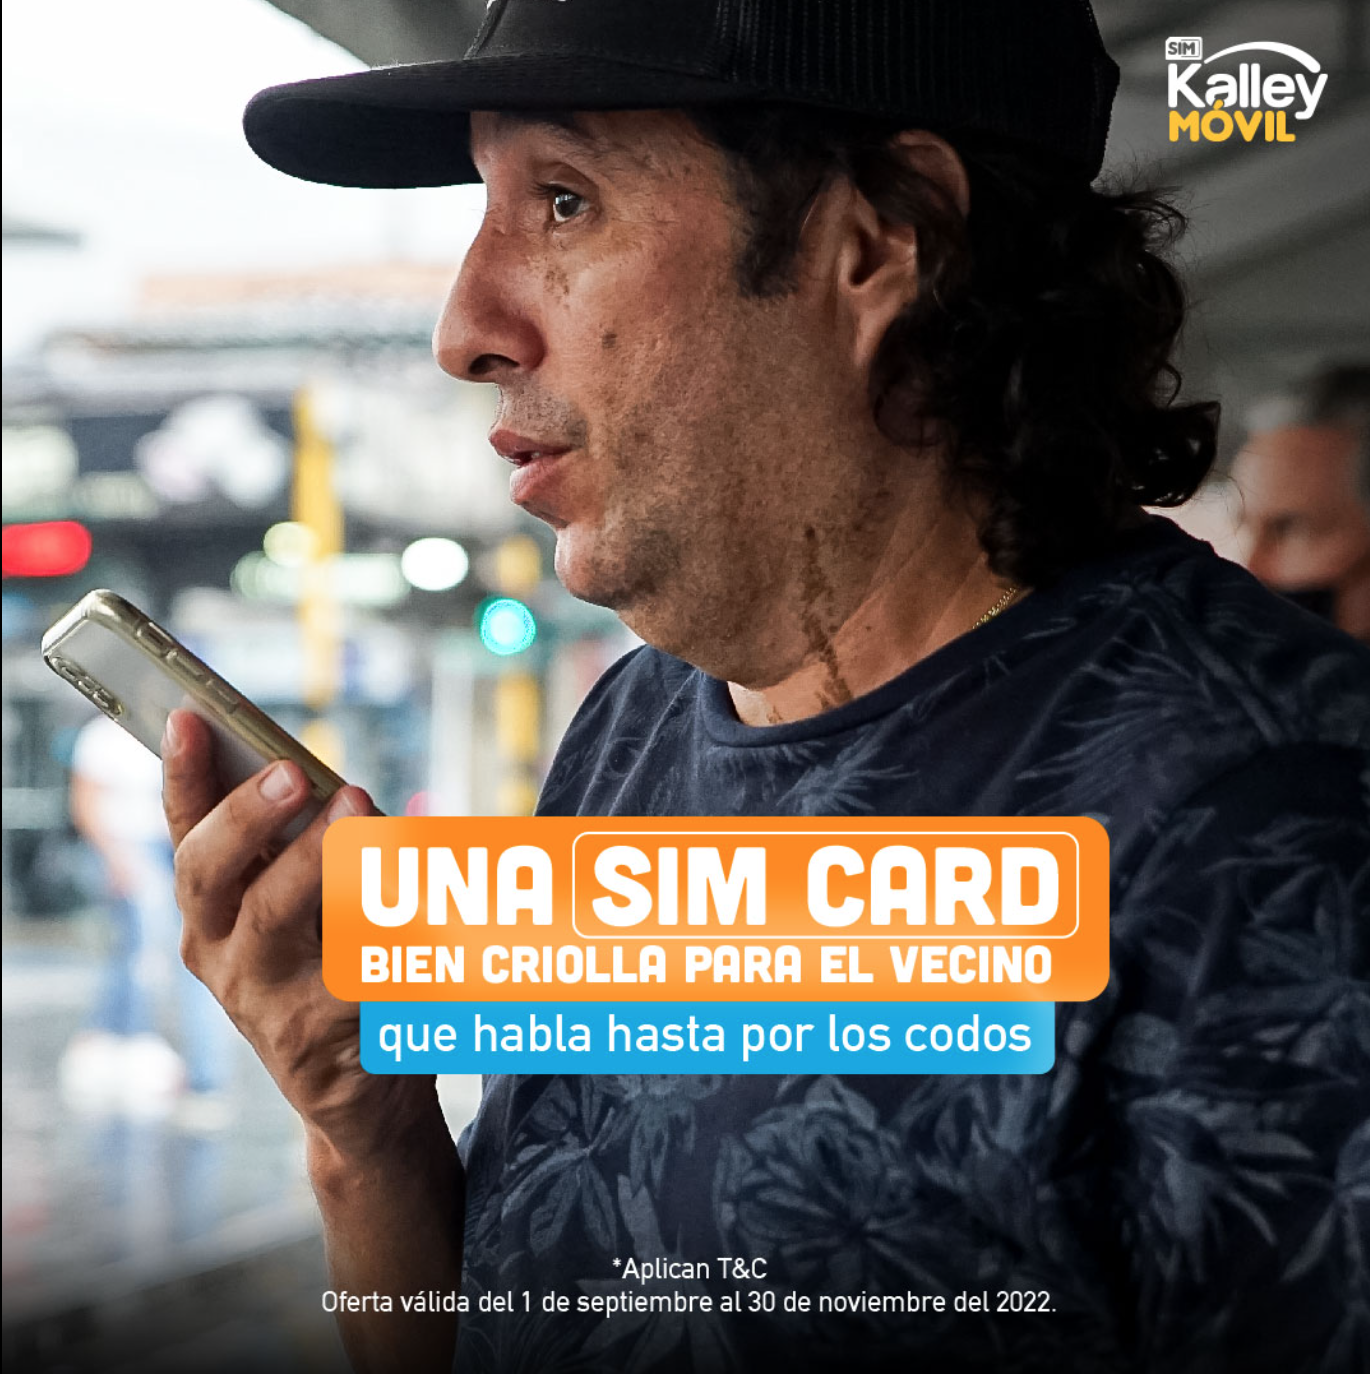 SIM
Kalley
MÓVIL
UNA SIM CARD
BIEN CRIOLLA PARA EL VECINO
que habla hasta por los codos
*Aplican T&C
Oferta válida del 1 de septiembre al 30 de noviembre del 2022.